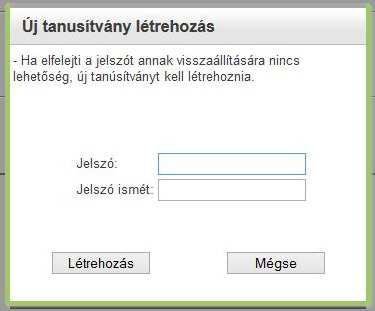 Új tanusítvány létrehozás
- Ha elfelejti a jelszót annak visszaállítására nincs
lehetőség, új tanúsítványt kell létrehoznia.
Jelszó:
Jelszó ismét:
Létrehozás Mégse